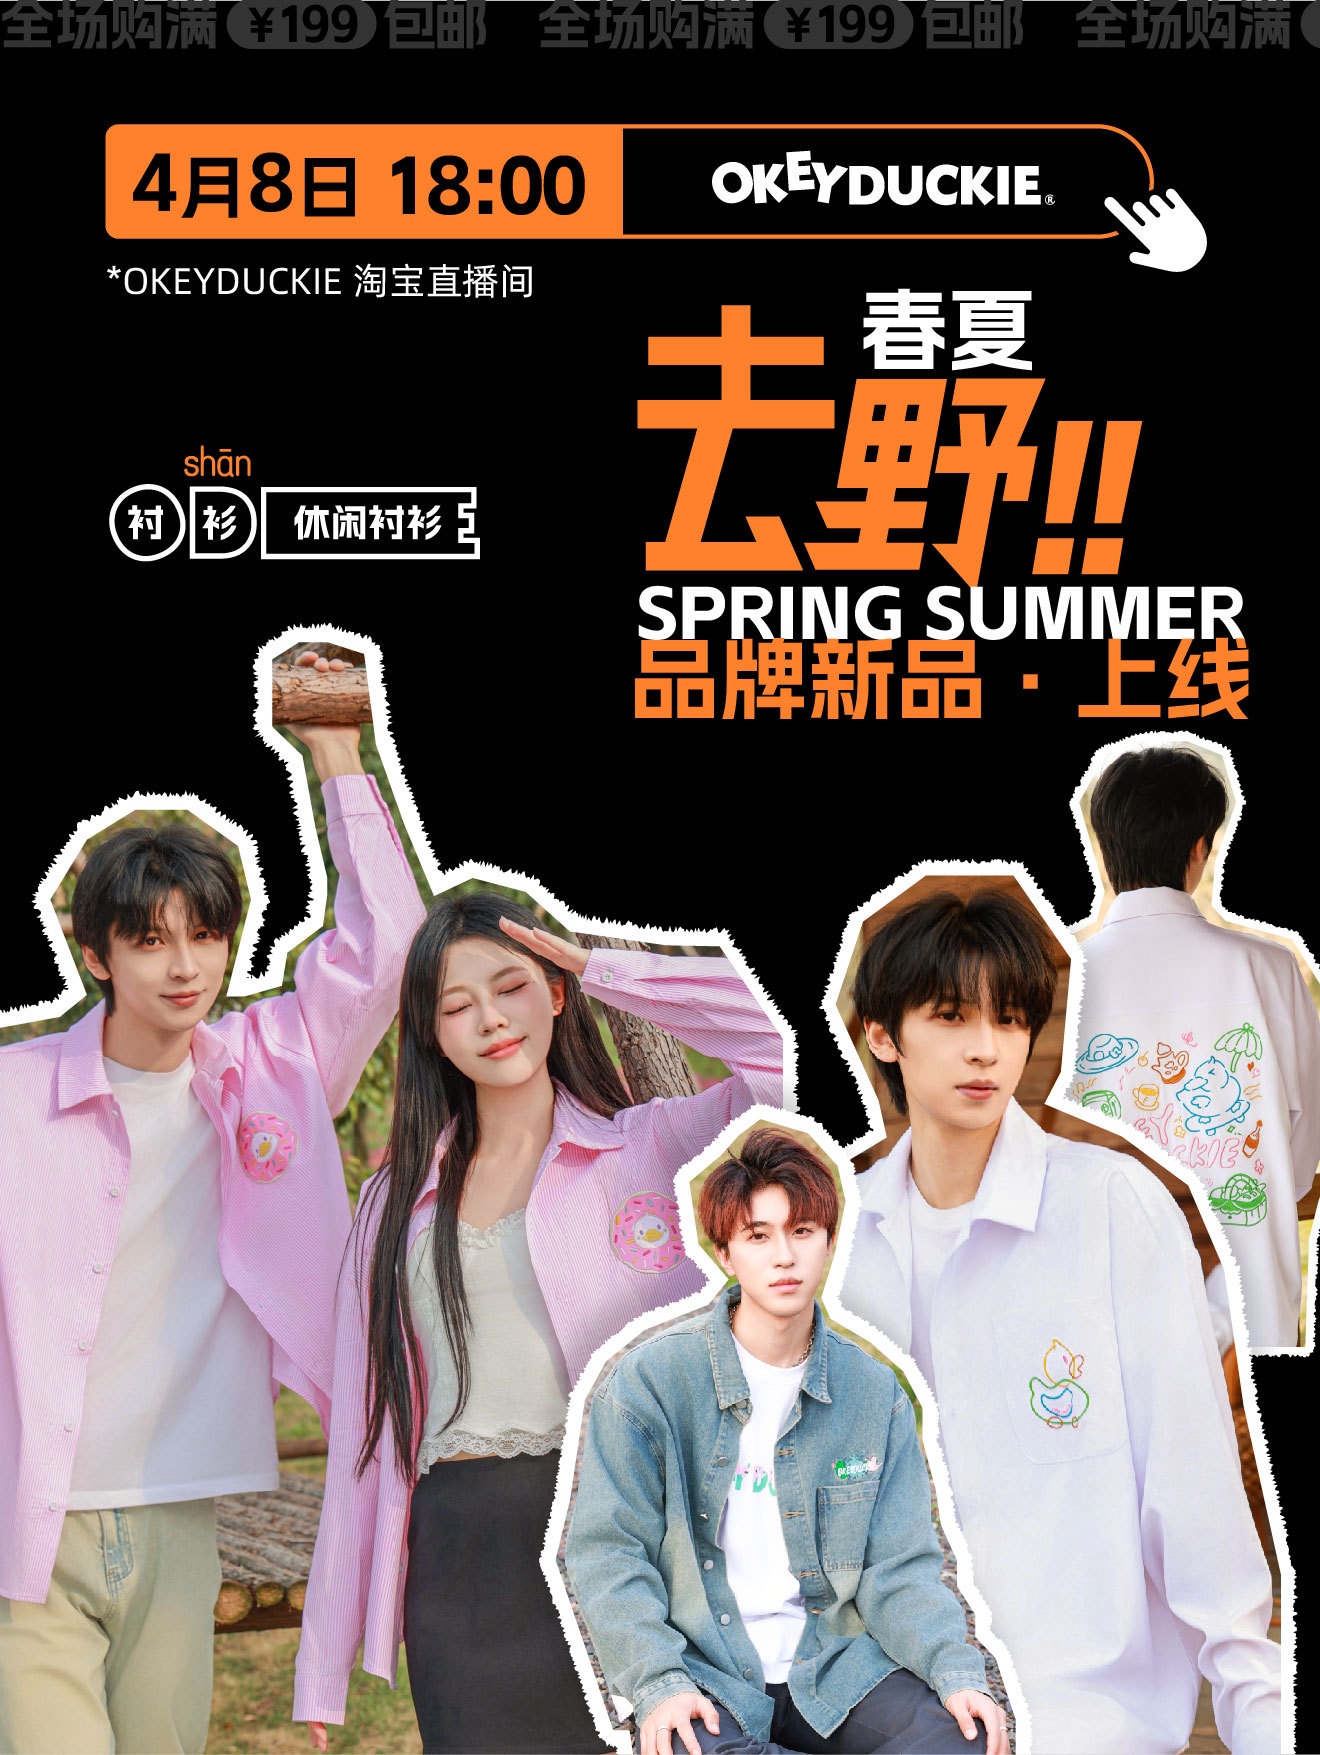 全场购满 ¥199 包邮 全场购满 ¥199 包邮 全场购满
4月8日 18:00 OKEYDUCKIE®
*OKEYDUCKIE 淘宝直播间
春夏
去野!!
shān
衬衫 休闲衬衫
SPRING SUMMER
品牌新品·上线
OKEYDUCKIE